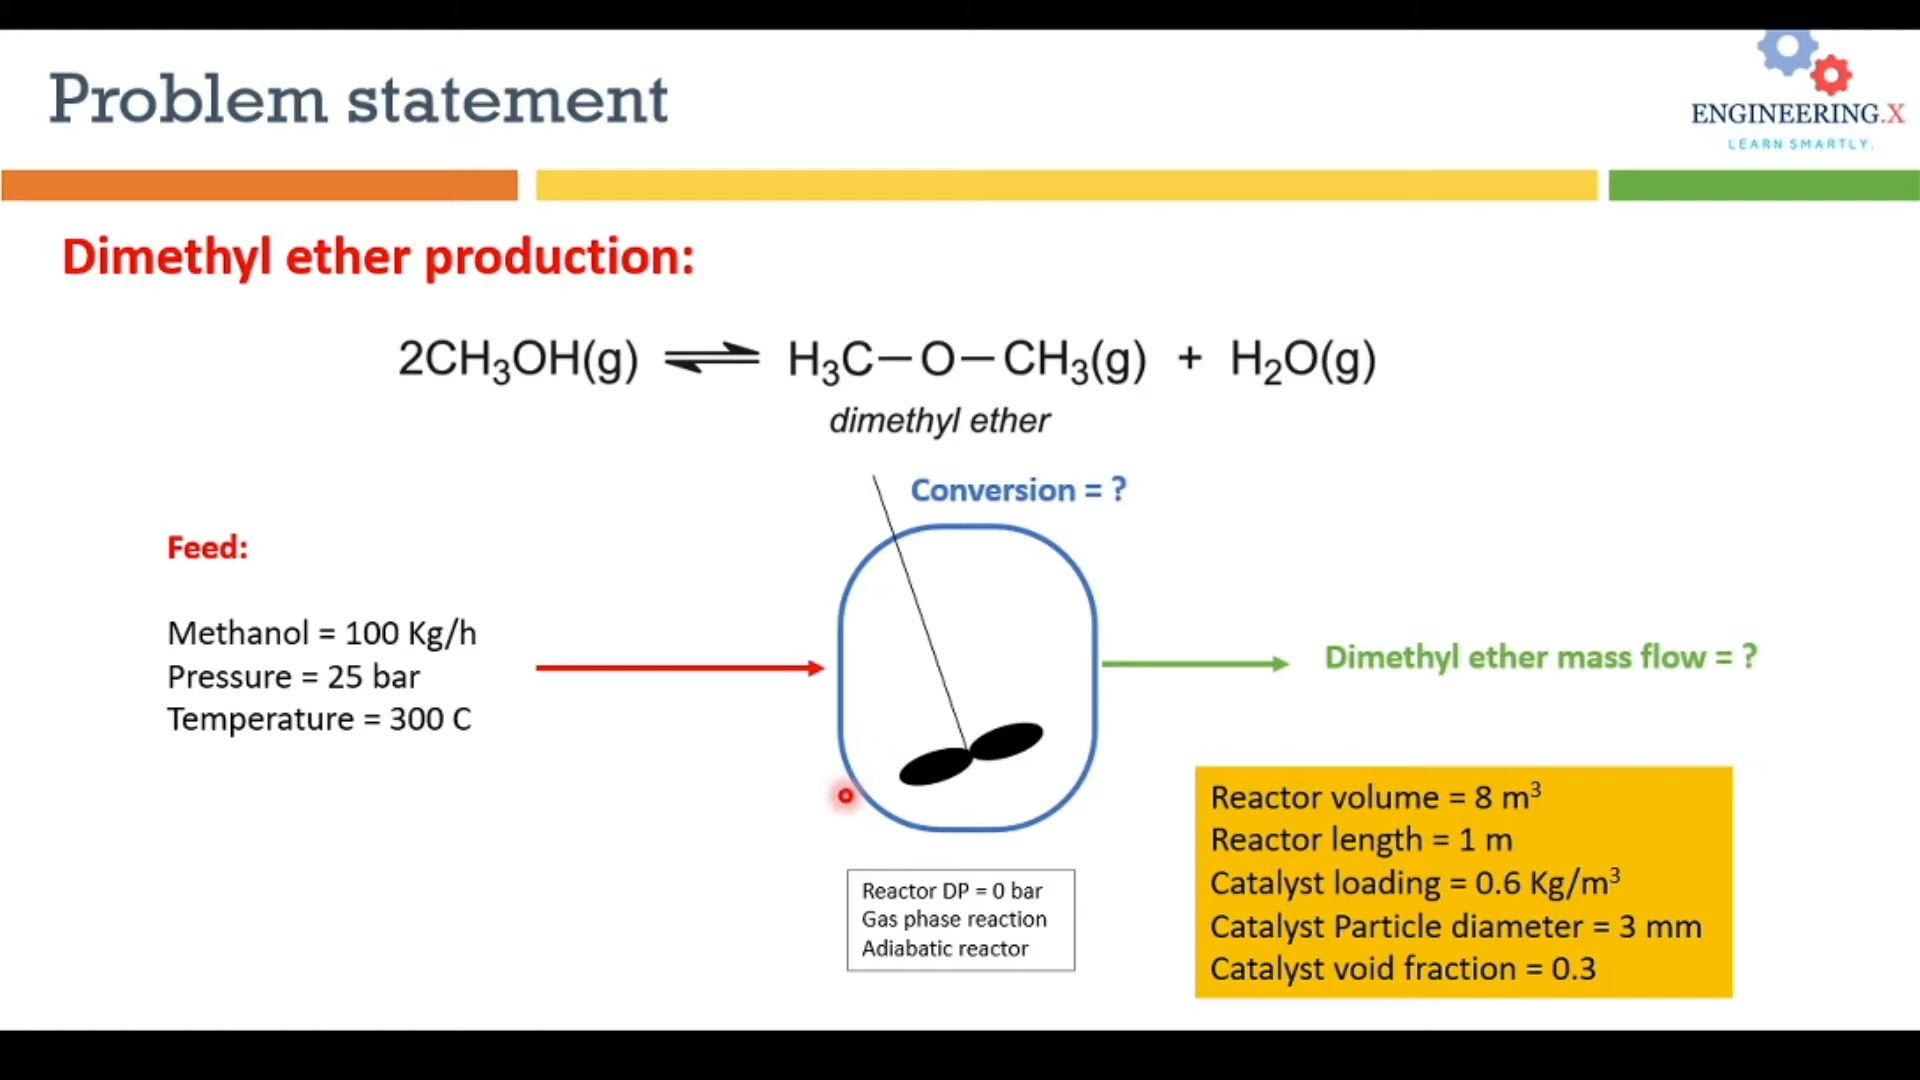 Problem statement
ENGINEERING.X
LEARN SMARTLY.
Dimethyl ether production:
2CH₃OH(g) ⇌ H₃C—O—CH₃(g) + H₂O(g)
dimethyl ether
Conversion = ?
Feed:
Methanol = 100 Kg/h
Pressure = 25 bar
Temperature = 300 C
Dimethyl ether mass flow = ?
Reactor DP = 0 bar
Gas phase reaction
Adiabatic reactor
Reactor volume = 8 m³
Reactor length = 1 m
Catalyst loading = 0.6 Kg/m³
Catalyst Particle diameter = 3 mm
Catalyst void fraction = 0.3